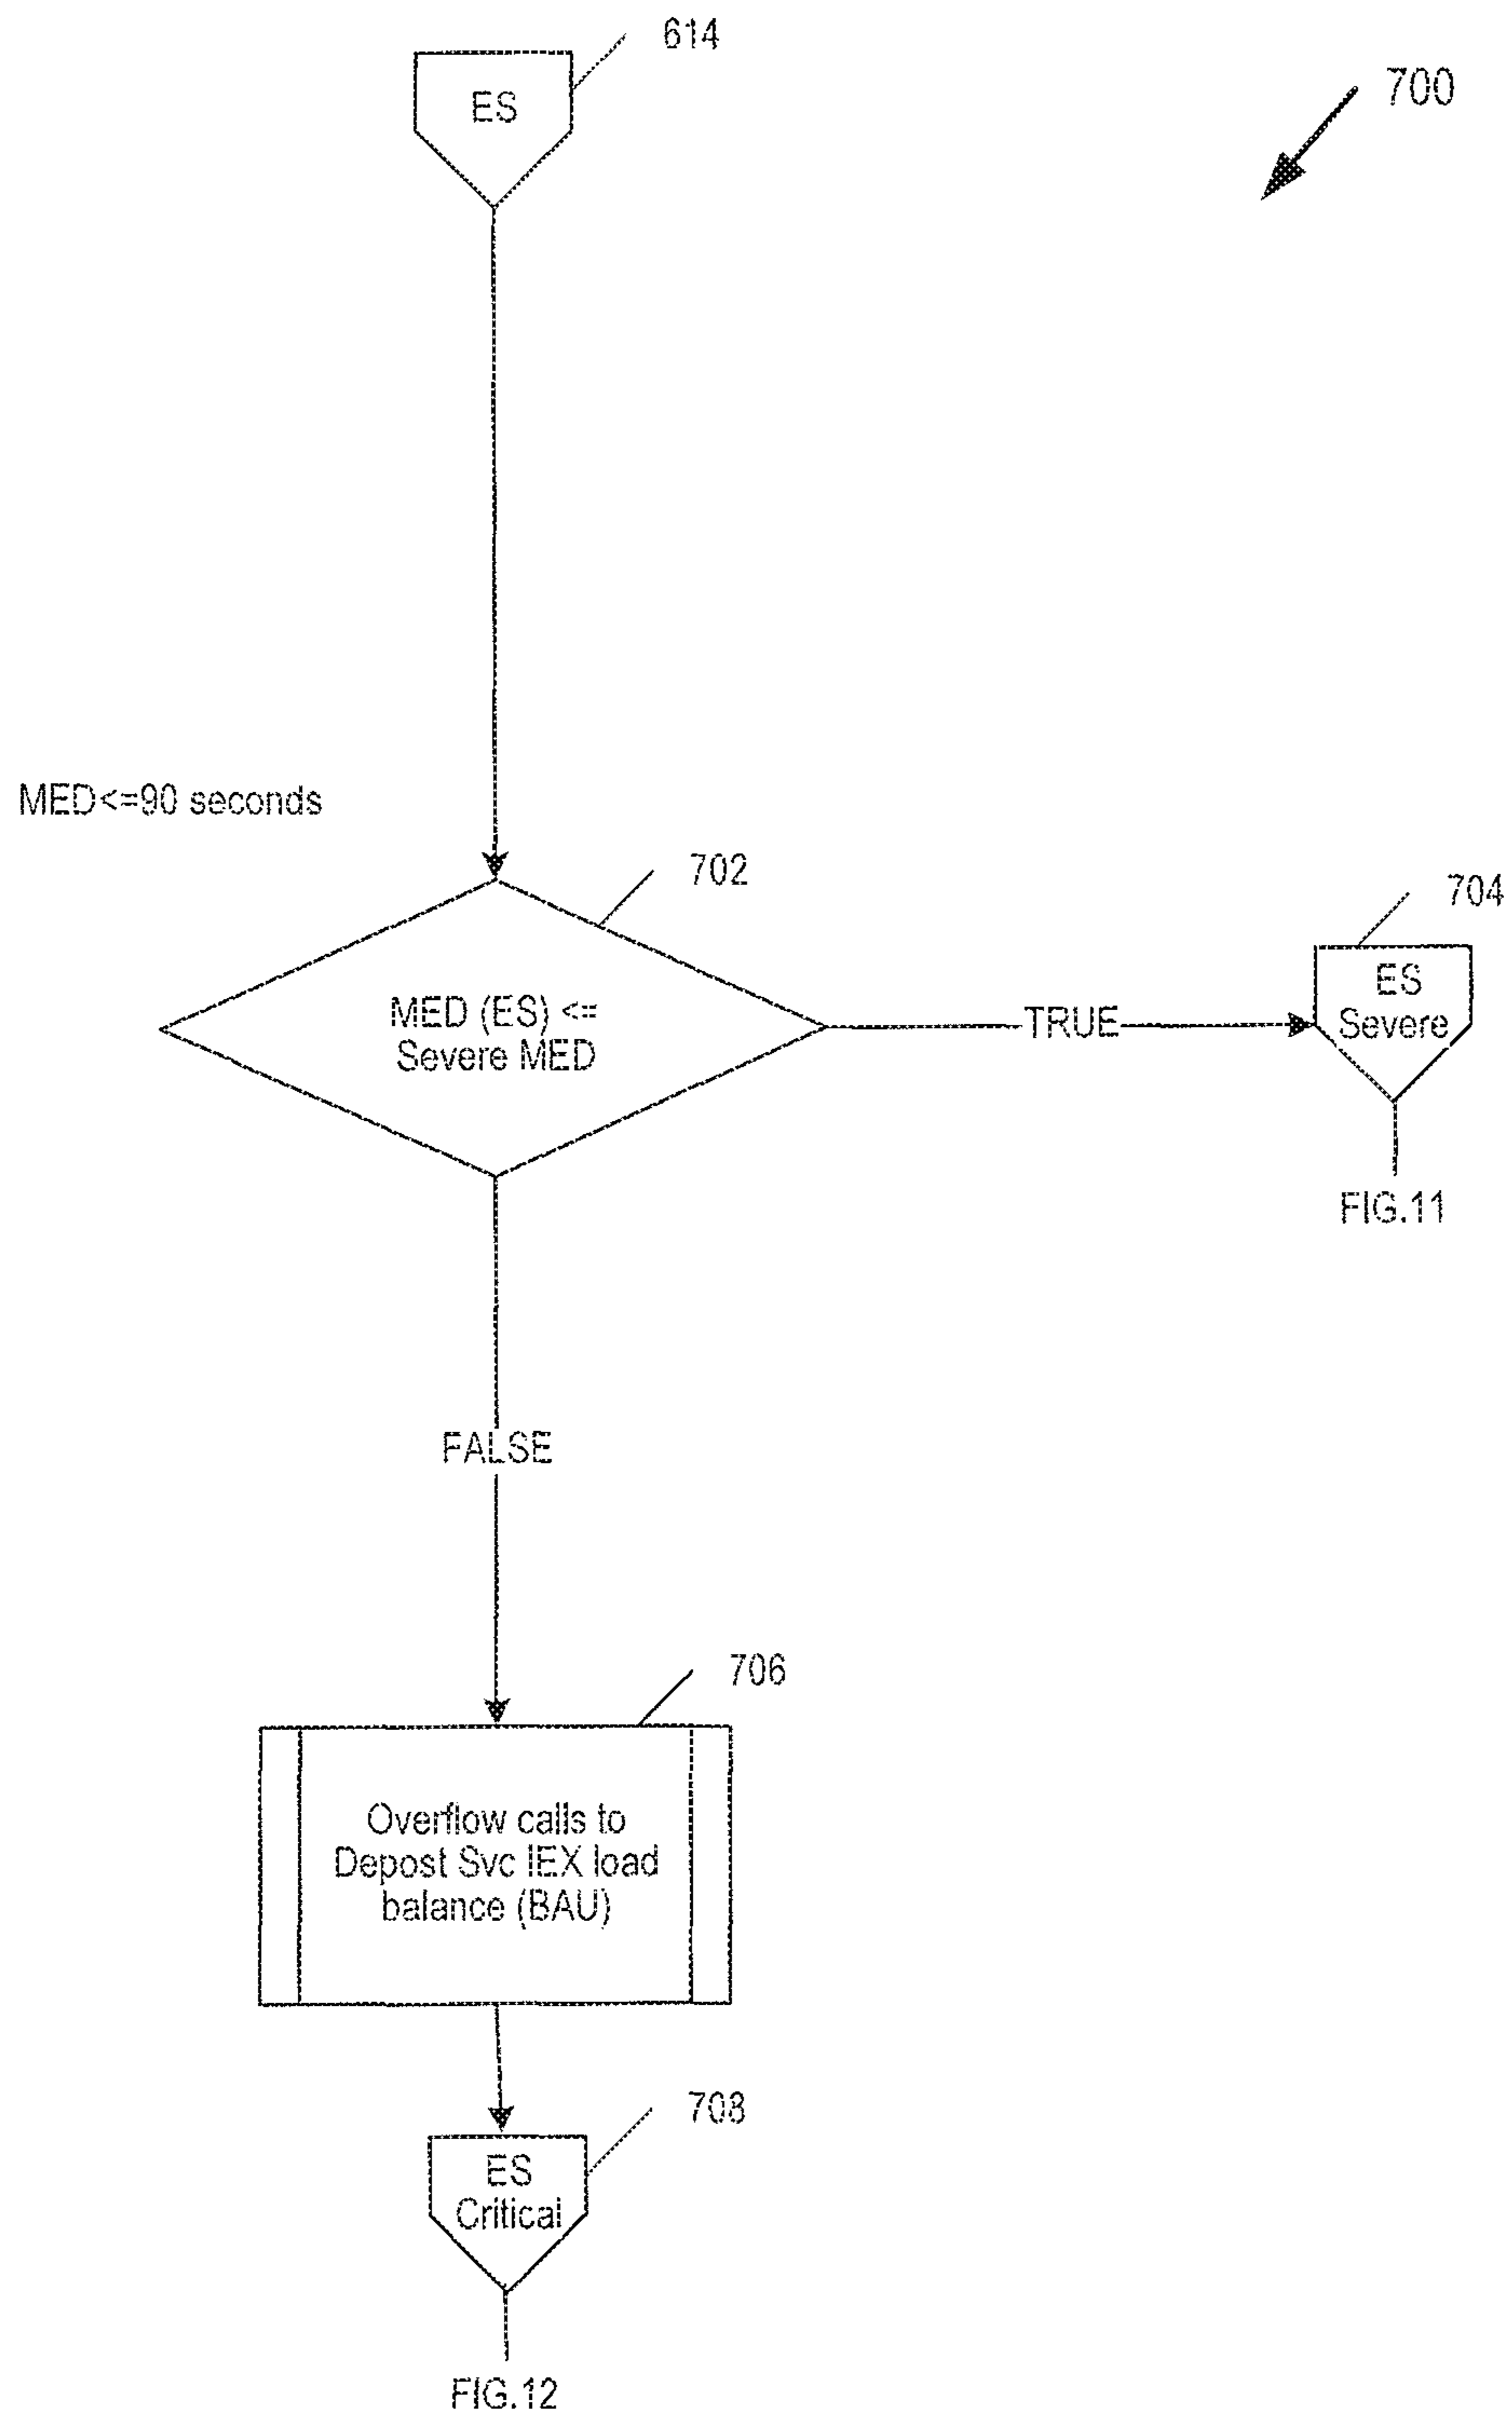 614
ES
700
MED<=90 seconds
702
MED (ES) <=
Severe MED
TRUE
704
ES
Severe
FIG.11
FALSE
706
Overflow calls to
Depost Svc IEX load
balance (BAU)
708
ES
Critical
FIG.12